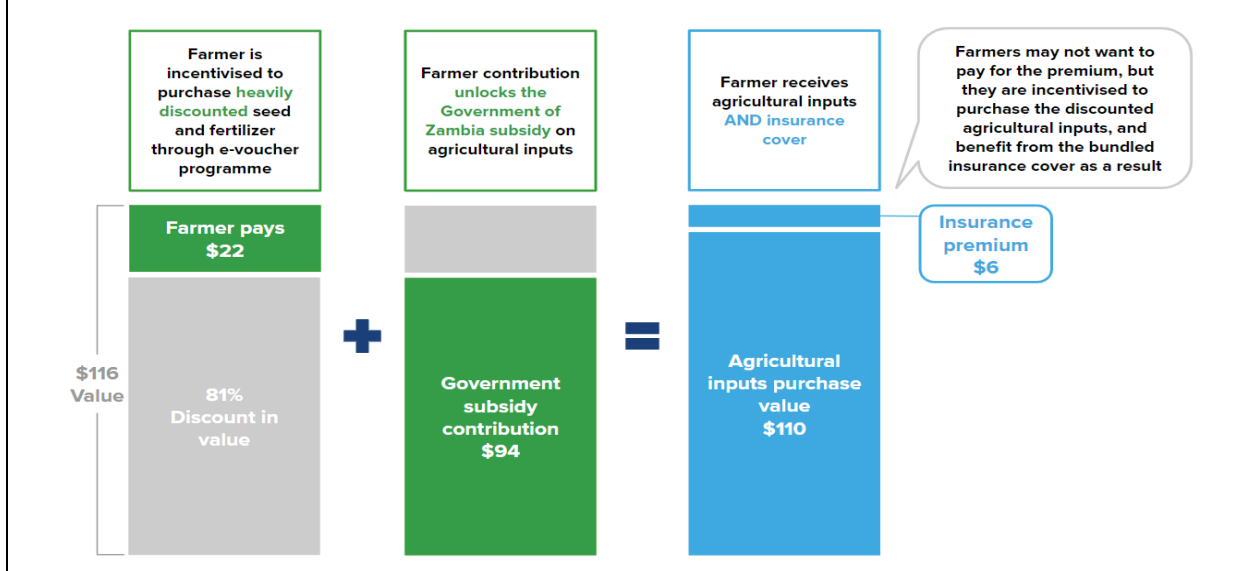 Farmer is
incentivised to
purchase heavily
discounted seed
and fertilizer
through e-voucher
programme
Farmer contribution
unlocks the
Government of
Zambia subsidy on
agricultural inputs
Farmer receives
agricultural inputs
AND insurance
cover
Farmers may not want to
pay for the premium, but
they are incentivised to
purchase the discounted
agricultural inputs, and
benefit from the bundled
insurance cover as a result
$116
Value
Farmer pays
$22
81%
Discount in
value
Government
subsidy
contribution
$94
Agricultural
inputs purchase
value
$110
Insurance
premium
$6